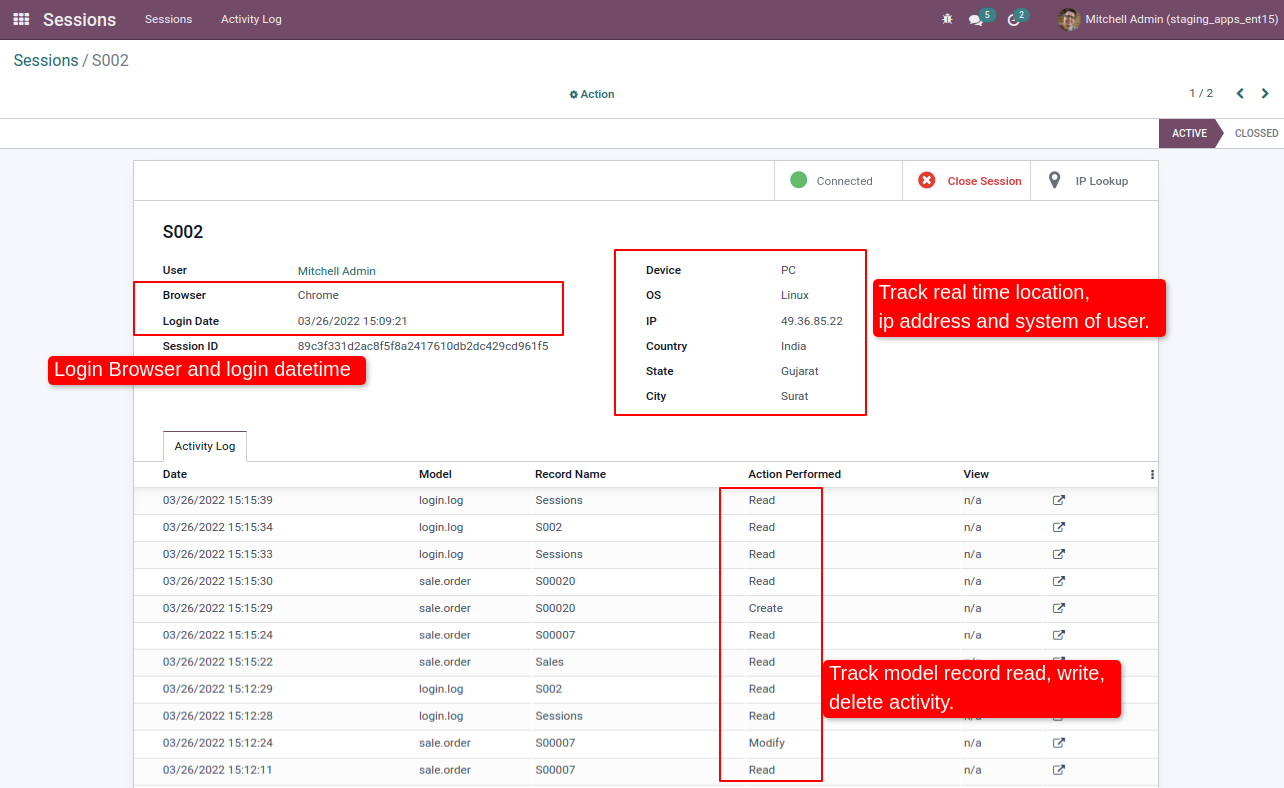 Sessions Sessions Activity Log 5 2 Mitchell Admin (staging_apps_ent15)
Sessions / S002
Action 1 / 2
ACTIVE CLOSSED
Connected Close Session IP Lookup
S002
User Mitchell Admin
Browser Chrome
Login Date 03/26/2022 15:09:21
Session ID 89c3f331d2ac8f5f8a2417610db2dc429cd961f5
Login Browser and login datetime
Device PC
OS Linux
IP 49.36.85.22
Country India
State Gujarat
City Surat
Track real time location,
ip address and system of user.
Activity Log
Date Model Record Name Action Performed View
03/26/2022 15:15:39 login.log Sessions Read n/a
03/26/2022 15:15:34 login.log S002 Read n/a
03/26/2022 15:15:33 login.log Sessions Read n/a
03/26/2022 15:15:30 sale.order S00020 Read n/a
03/26/2022 15:15:29 sale.order S00020 Create n/a
03/26/2022 15:15:24 sale.order S00007 Read n/a
03/26/2022 15:15:22 sale.order Sales Read
03/26/2022 15:12:29 login.log S002 Read
03/26/2022 15:12:28 login.log Sessions Read
Track model record read, write,
delete activity.
03/26/2022 15:12:24 sale.order S00007 Modify n/a
03/26/2022 15:12:11 sale.order S00007 Read n/a